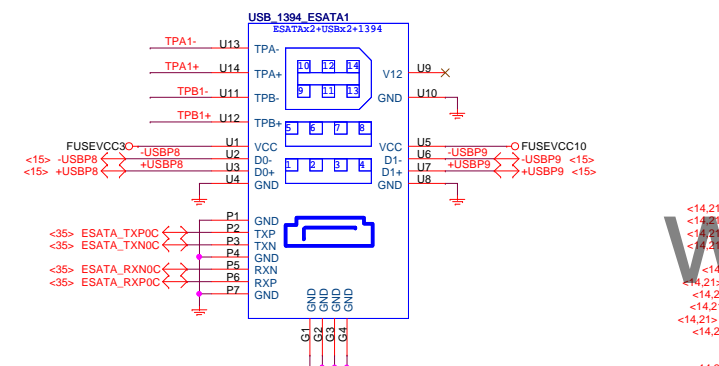 USB_1394_ESATA1
ESATAx2+USBx2+1394
TPA1- U13 TPA-
TPA1+ U14 TPA+
TPB1- U11 TPB-
TPB1+ U12 TPB+
10 12 14
9 11 13
V12 U9
GND U10
5 6 7 8
1 2 3 4
FUSEVCC3 U1 VCC
<15> -USBP8 -USBP8 U2 D0-
<15> +USBP8 +USBP8 U3 D0+
U4 GND
VCC U5 FUSEVCC10
D1- U6 -USBP9 -USBP9 <15>
D1+ U7 +USBP9 +USBP9 <15>
GND U8
P1 GND
<35> ESATA_TXP0C P2 TXP
<35> ESATA_TXN0C P3 TXN
P4 GND
<35> ESATA_RXN0C P5 RXN
<35> ESATA_RXP0C P6 RXP
P7 GND
GND GND GND GND
G1 G2 G3 G4
<14,21>